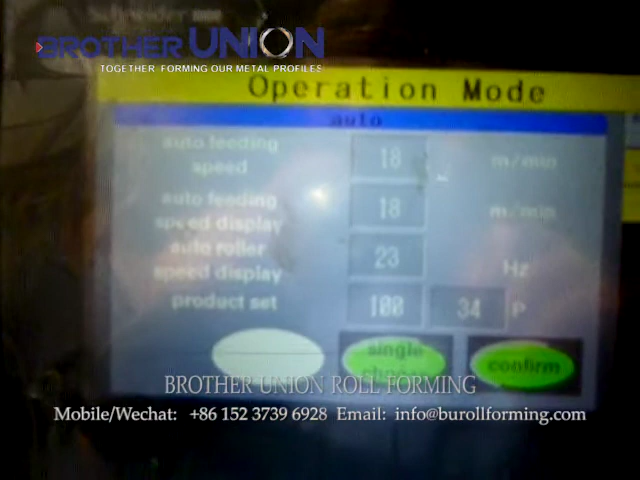 Schneider
BROTHER UNION
TOGETHER FORMING OUR METAL PROFILES
Operation Mode
auto
auto feeding speed 18 m/min
auto feeding speed display 18 m/min
auto roller speed display 23 Hz
product set 100 34 P
single
confirm
BROTHER UNION ROLL FORMING
Mobile/Wechat: +86 152 3739 6928 Email: info@burollforming.com